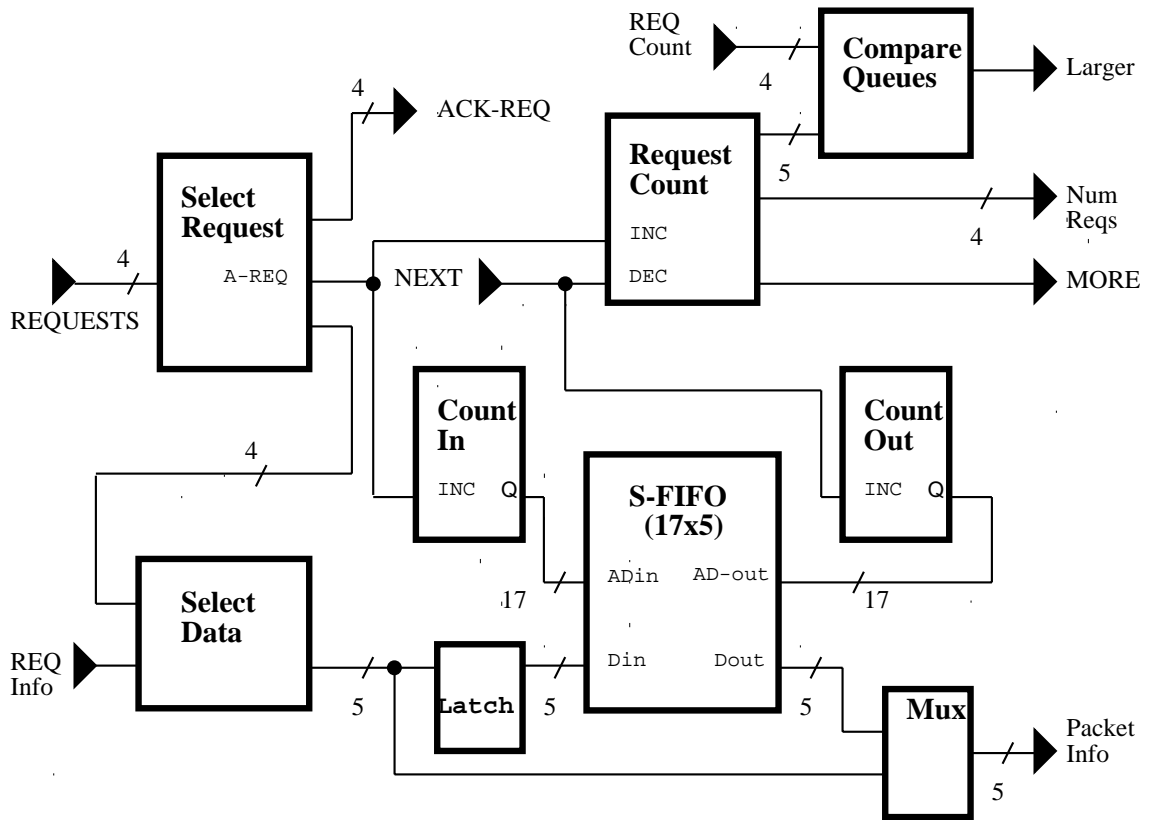 REQ
Count
4
Compare
Queues
Larger
4
ACK-REQ
Request
Count
5
Num
Reqs
4
Select
Request
INC
4
A-REQ
NEXT
DEC
MORE
REQUESTS
Count
In
Count
Out
4
INC Q
S-FIFO
(17x5)
INC Q
ADin AD-out
17
17
Select
Data
REQ
Info
Din Dout
5
Latch
5
5
Mux
Packet
Info
5